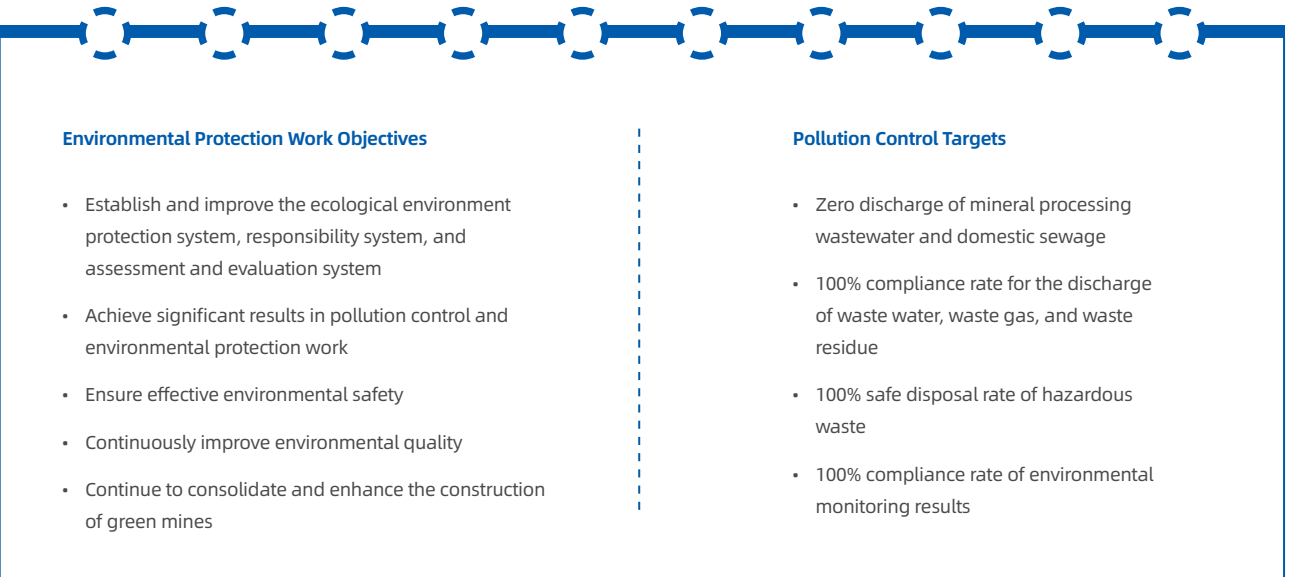 Environmental Protection Work Objectives
• Establish and improve the ecological environment
protection system, responsibility system, and
assessment and evaluation system
• Achieve significant results in pollution control and
environmental protection work
• Ensure effective environmental safety
• Continuously improve environmental quality
• Continue to consolidate and enhance the construction
of green mines
Pollution Control Targets
• Zero discharge of mineral processing
wastewater and domestic sewage
• 100% compliance rate for the discharge
of waste water, waste gas, and waste
residue
• 100% safe disposal rate of hazardous
waste
• 100% compliance rate of environmental
monitoring results